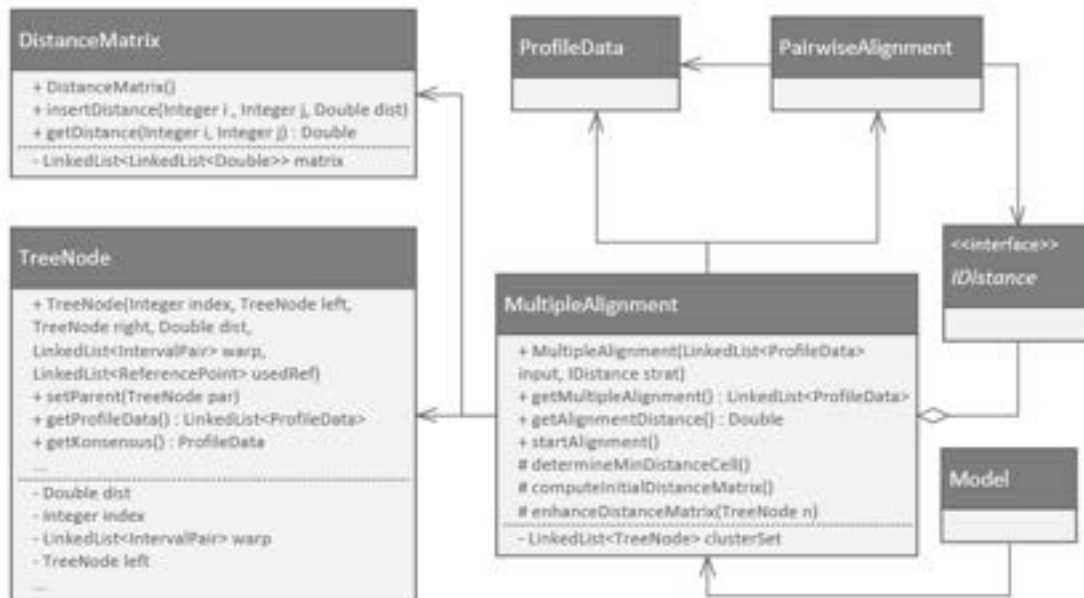 DistanceMatrix
+ DistanceMatrix()
+ insertDistance(Integer i , Integer j, Double dist)
+ getDistance(Integer i, Integer j) : Double
- LinkedList<LinkedList<Double>> matrix
ProfileData
PairwiseAlignment
<<interface>>
IDistance
TreeNode
+ TreeNode(Integer index, TreeNode left,
TreeNode right, Double dist,
LinkedList<IntervalPair> warp,
LinkedList<ReferencePoint> usedRef)
+ setParent(TreeNode par)
+ getProfileData() : LinkedList<ProfileData>
+ getKonsensus() : ProfileData
...
- Double dist
- Integer index
- LinkedList<IntervalPair> warp
- TreeNode left
...
MultipleAlignment
+ MultipleAlignment(LinkedList<ProfileData>
input, IDistance strat)
+ getMultipleAlignment() : LinkedList<ProfileData>
+ getAlignmentDistance() : Double
+ startAlignment()
# determineMinDistanceCell()
# computeInitialDistanceMatrix()
# enhanceDistanceMatrix(TreeNode n)
- LinkedList<TreeNode> clusterSet
Model